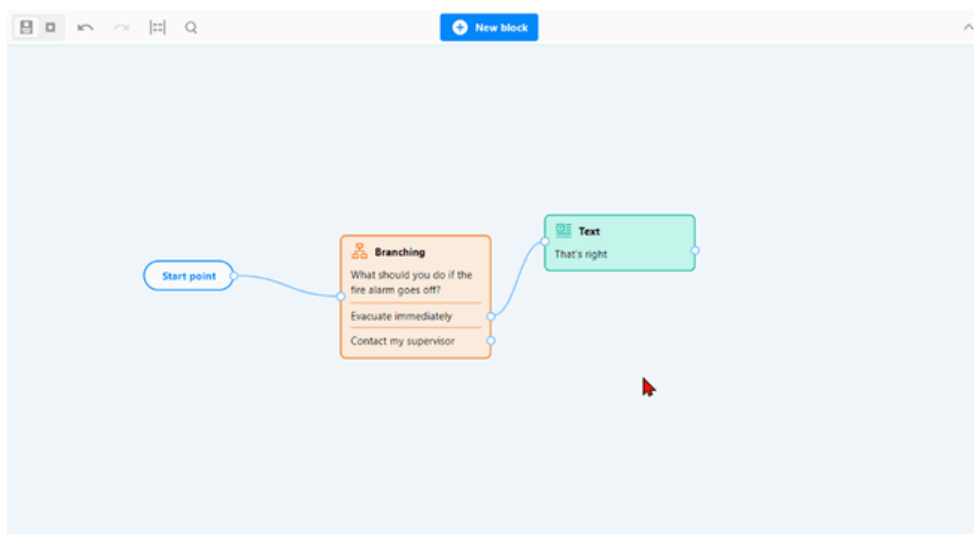 New block
Text
That's right
Branching
What should you do if the
fire alarm goes off?
Start point
Evacuate immediately
Contact my supervisor